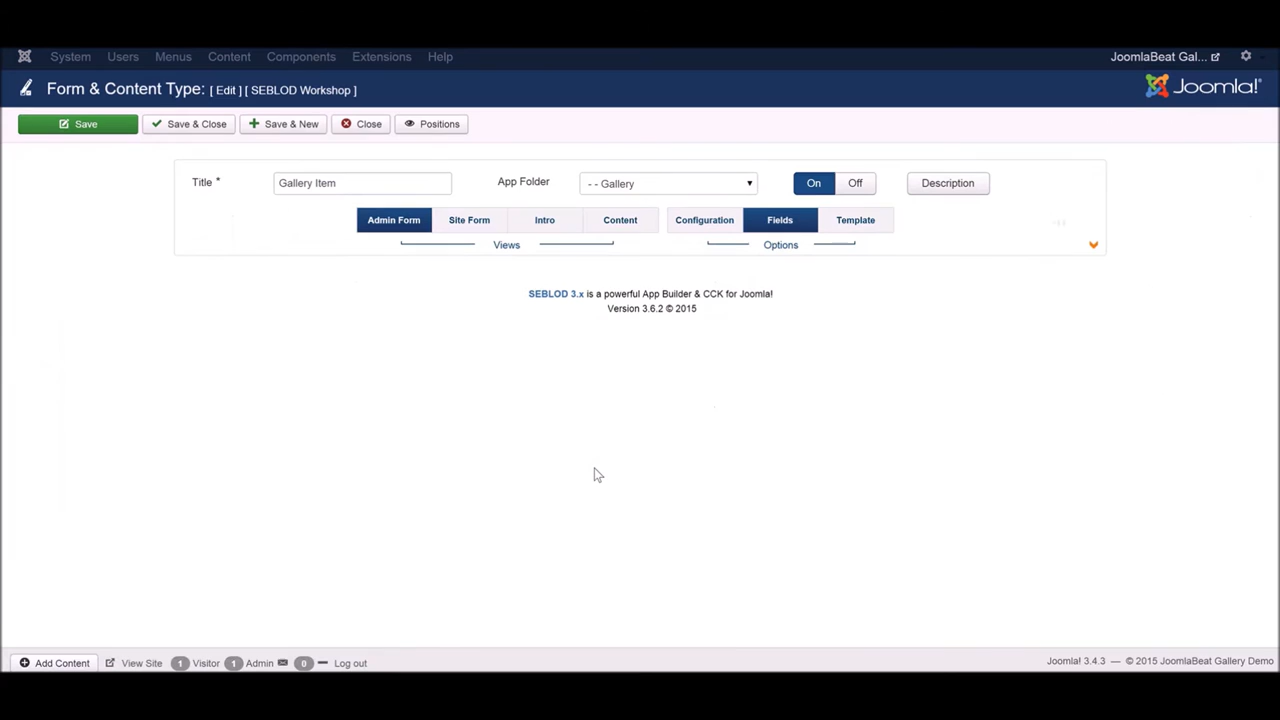 System Users Menus Content Components Extensions Help JoomlaBeat Gal...
Form & Content Type: [ Edit ] [ SEBLOD Workshop ] Joomla!
Save Save & Close Save & New Close Positions
Title * Gallery Item App Folder - - Gallery On Off Description
Admin Form Site Form Intro Content Configuration Fields Template
Views Options
SEBLOD 3.x is a powerful App Builder & CCK for Joomla!
Version 3.6.2 © 2015
Add Content View Site 1 Visitor 1 Admin 0 Log out Joomla! 3.4.3 — © 2015 JoomlaBeat Gallery Demo